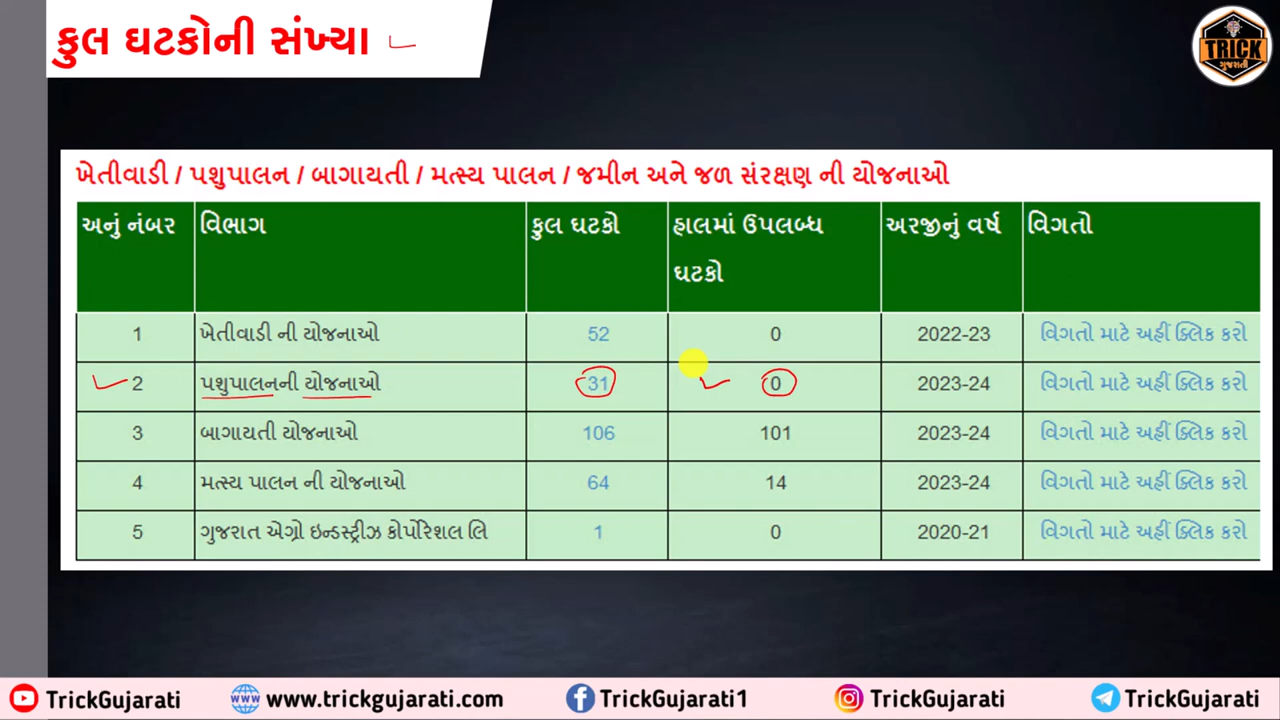 કુલ ઘટકોની સંખ્યા
TRICK
ગુજરાતી
ખેતીવાડી / પશુપાલન / બાગાયતી / મત્સ્ય પાલન / જમીન અને જળ સંરક્ષણ ની યોજનાઓ
અનું નંબર વિભાગ કુલ ઘટકો હાલમાં ઉપલબ્ધ ઘટકો અરજીનું વર્ષ વિગતો
1 ખેતીવાડી ની યોજનાઓ 52 0 2022-23 વિગતો માટે અહીં ક્લિક કરો
2 પશુપાલનની યોજનાઓ 31 0 2023-24 વિગતો માટે અહીં ક્લિક કરો
3 બાગાયતી યોજનાઓ 106 101 2023-24 વિગતો માટે અહીં ક્લિક કરો
4 મત્સ્ય પાલન ની યોજનાઓ 64 14 2023-24 વિગતો માટે અહીં ક્લિક કરો
5 ગુજરાત એગ્રો ઇન્ડસ્ટ્રીઝ કોર્પોરેશલ લિ 1 0 2020-21 વિગતો માટે અહીં ક્લિક કરો
TrickGujarati www.trickgujarati.com TrickGujarati1 TrickGujarati TrickGujarati